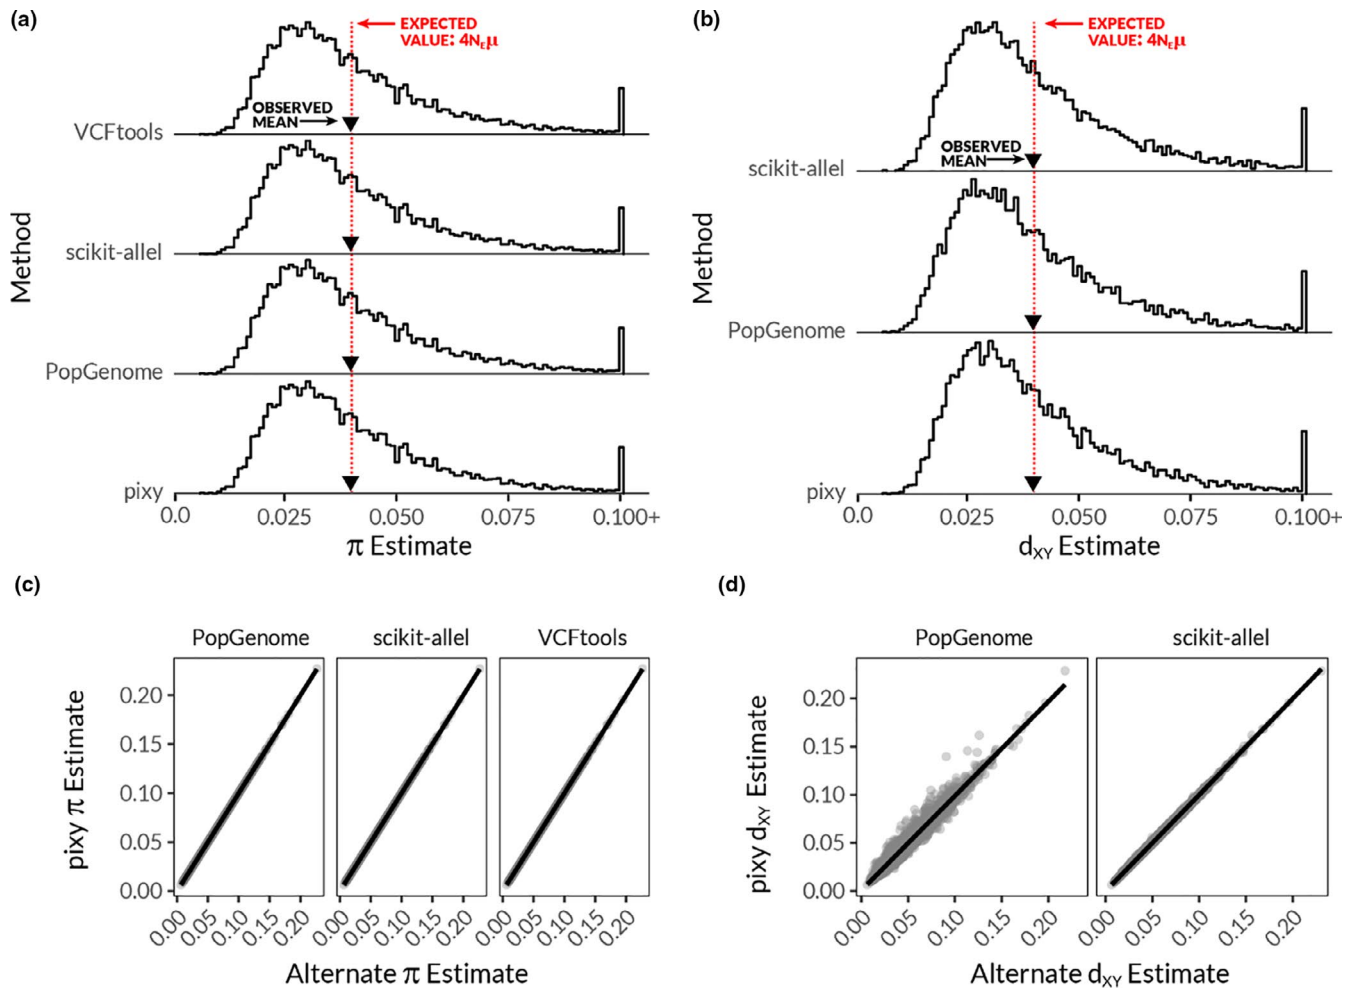 (a)
EXPECTED
VALUE: 4NEμ
OBSERVED
MEAN
VCFtools
scikit-allel
PopGenome
pixy
Method
0.0 0.025 0.050 0.075 0.100+
π Estimate
(b)
EXPECTED
VALUE: 4NEμ
OBSERVED
MEAN
scikit-allel
PopGenome
pixy
Method
0.0 0.025 0.050 0.075 0.100+
dXY Estimate
(c)
PopGenome scikit-allel VCFtools
pixy π Estimate
0.20
0.15
0.10
0.05
0.00
0.00 0.05 0.10 0.15 0.20 0.00 0.05 0.10 0.15 0.20 0.00 0.05 0.10 0.15 0.20
Alternate π Estimate
(d)
PopGenome scikit-allel
pixy dXY Estimate
0.20
0.15
0.10
0.05
0.00
0.00 0.05 0.10 0.15 0.20 0.00 0.05 0.10 0.15 0.20
Alternate dXY Estimate